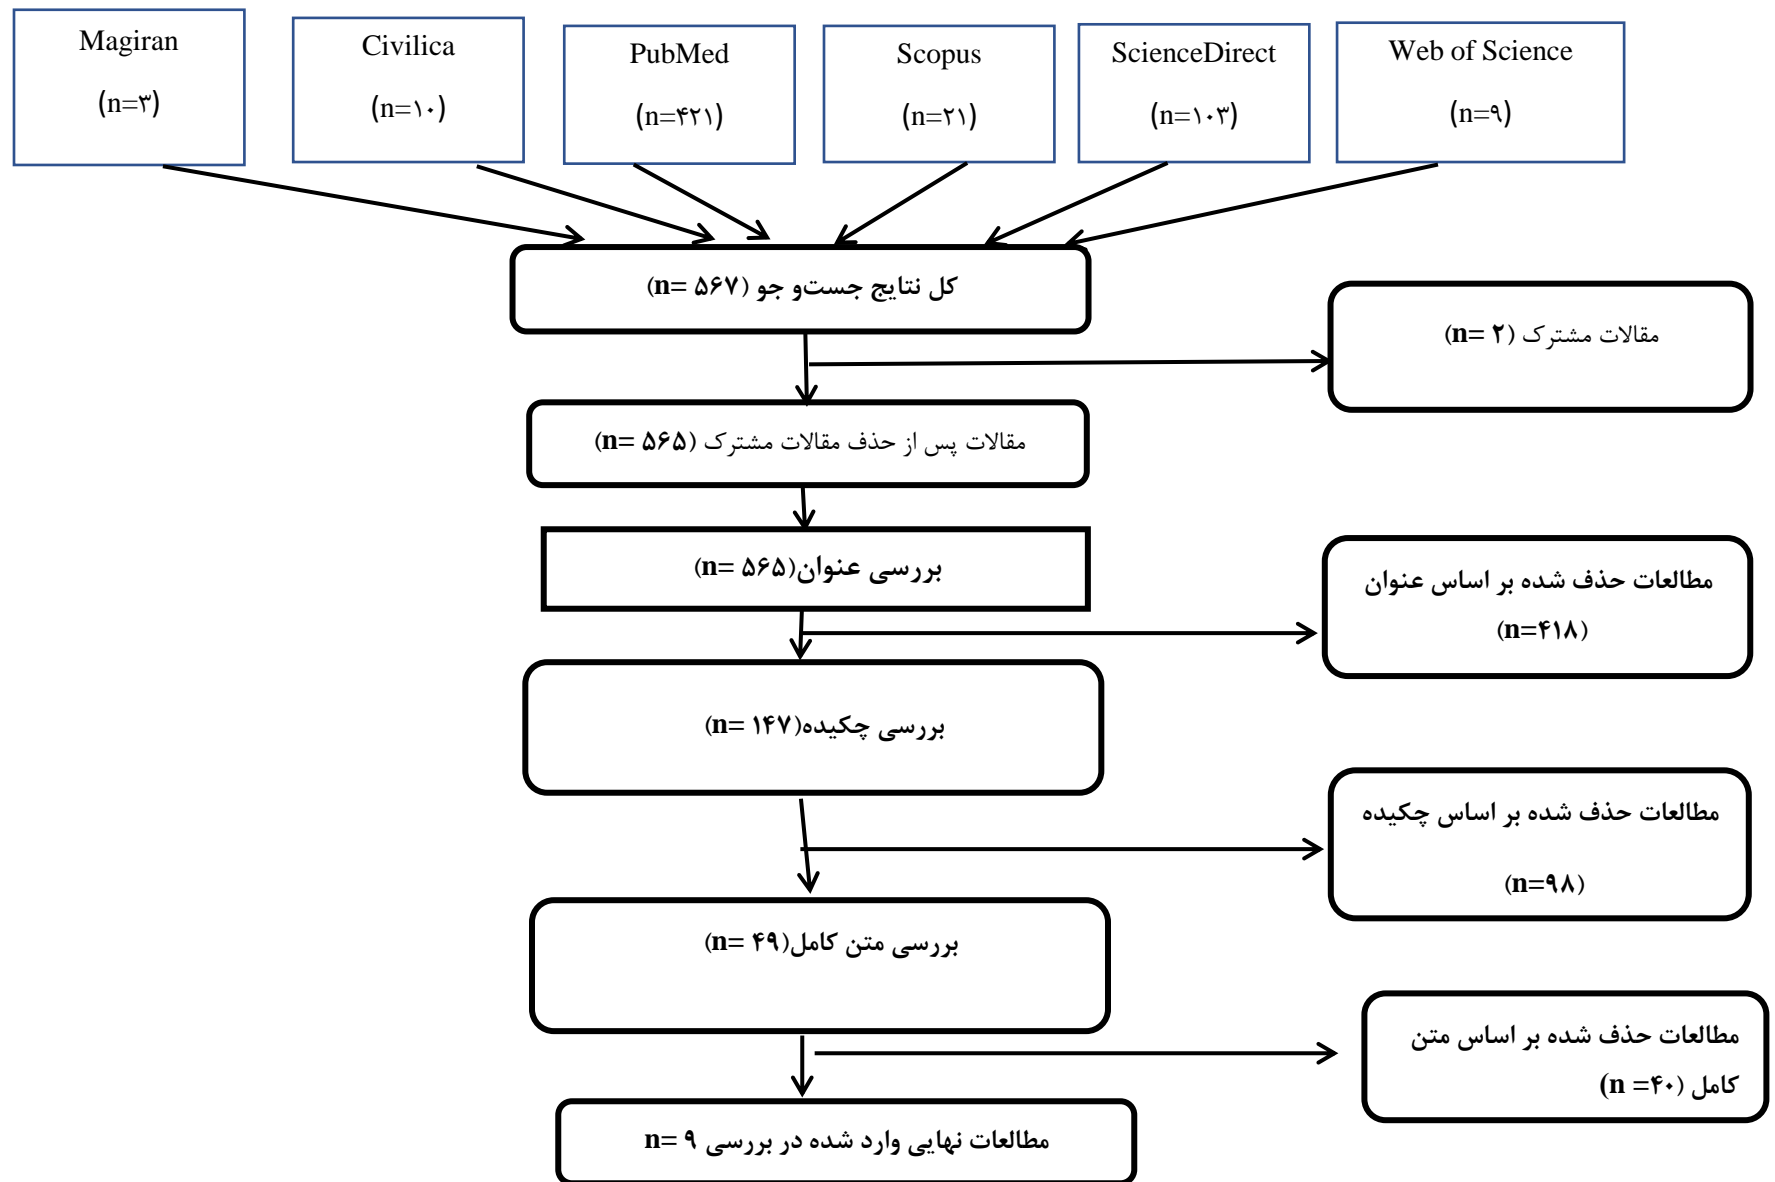 Magiran
(n=۳)
Civilica
(n=۱۰)
PubMed
(n=۴۲۱)
Scopus
(n=۲۱)
ScienceDirect
(n=۱۰۳)
Web of Science
(n=۹)
کل نتایج جست‌و جو (n= ۵۶۷)
مقالات مشترک (n= ۲)
مقالات پس از حذف مقالات مشترک (n= ۵۶۵)
بررسی عنوان(n= ۵۶۵)
مطالعات حذف شده بر اساس عنوان
(n=۴۱۸)
بررسی چکیده(n= ۱۴۷)
مطالعات حذف شده بر اساس چکیده
(n=۹۸)
بررسی متن کامل(n= ۴۹)
مطالعات حذف شده بر اساس متن
کامل (n =۴۰)
مطالعات نهایی وارد شده در بررسی n= ۹